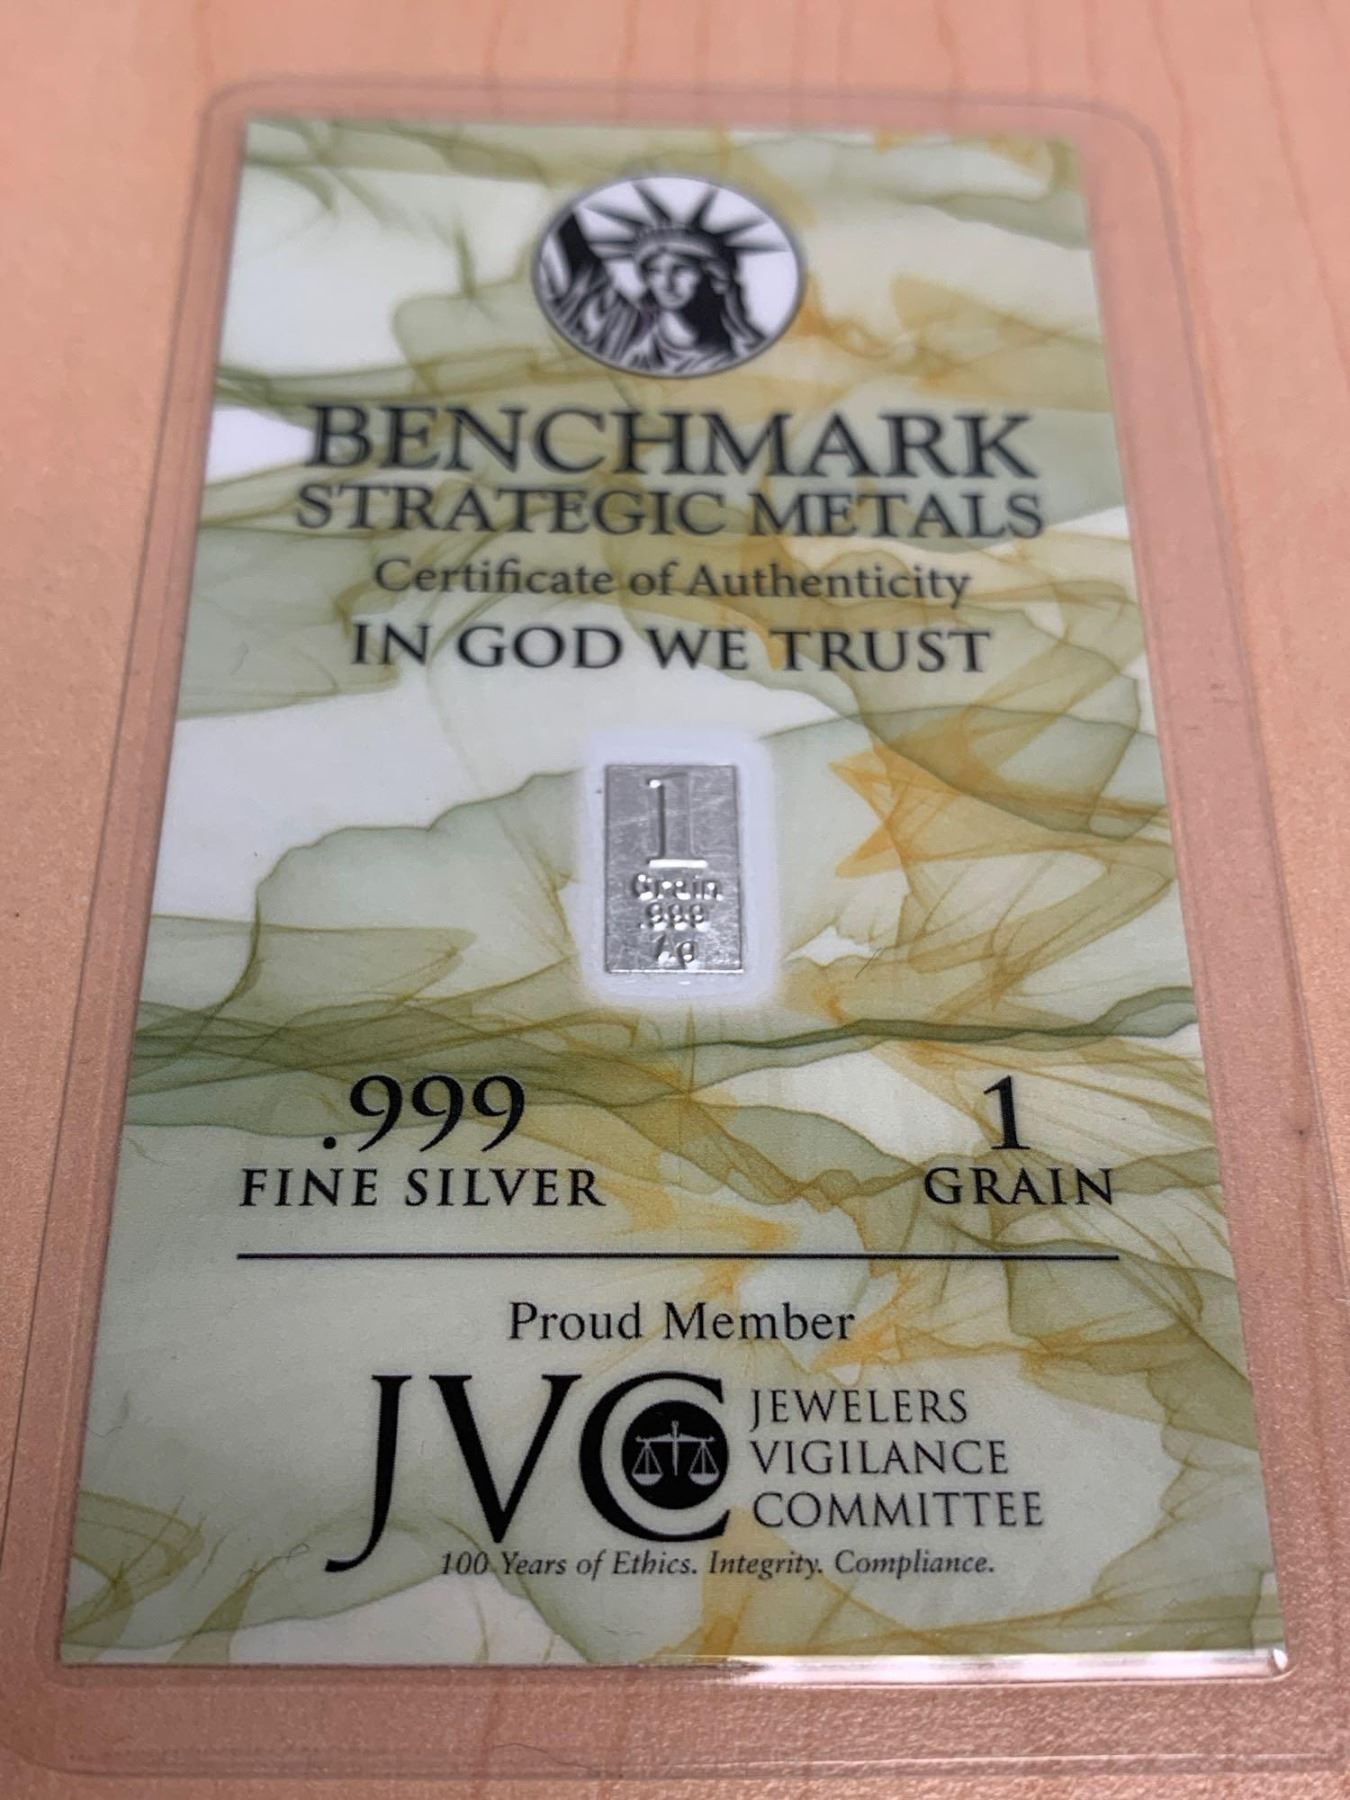 BENCHMARK
STRATEGIC METALS
Certificate of Authenticity
IN GOD WE TRUST
1
Grain
.999
Ag
.999
FINE SILVER
1
GRAIN
Proud Member
JVC
JEWELERS
VIGILANCE
COMMITTEE
100 Years of Ethics. Integrity. Compliance.